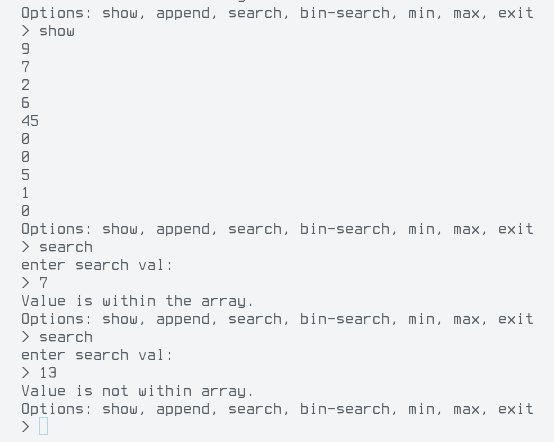 Options: show, append, search, bin-search, min, max, exit
> show
9
7
2
6
45
0
0
5
1
0
Options: show, append, search, bin-search, min, max, exit
> search
enter search val:
> 7
Value is within the array.
Options: show, append, search, bin-search, min, max, exit
> search
enter search val:
> 13
Value is not within array.
Options: show, append, search, bin-search, min, max, exit
>